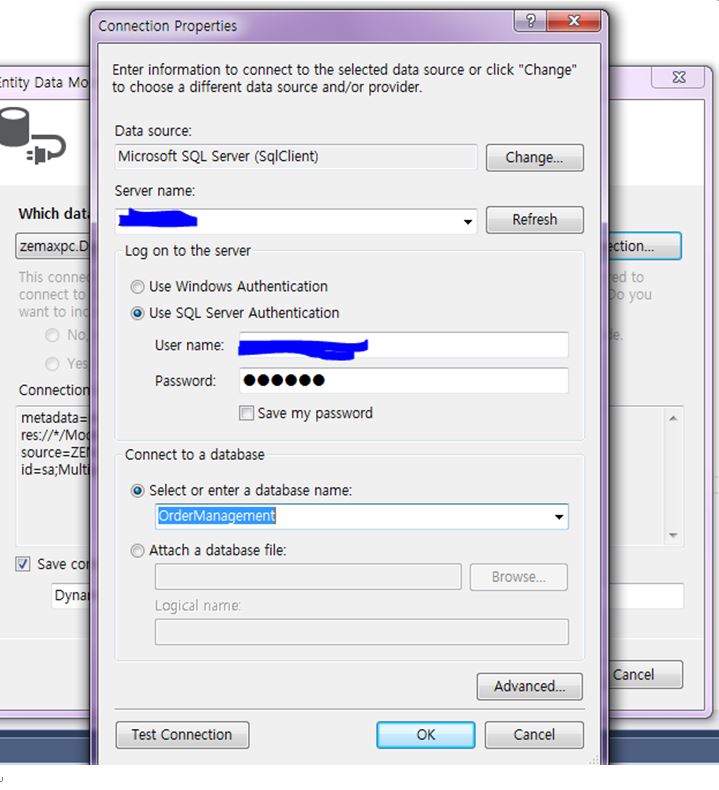 Connection Properties
Enter information to connect to the selected data source or click "Change"
to choose a different data source and/or provider.
Data source:
Microsoft SQL Server (SqlClient)
Change...
Server name:
Refresh
Log on to the server
Use Windows Authentication
Use SQL Server Authentication
User name:
Password: ●●●●●●
Save my password
Connect to a database
Select or enter a database name:
OrderManagement
Attach a database file:
Browse...
Logical name:
Advanced...
Test Connection
OK
Cancel
Entity Data Mo
Which data
zemaxpc.D
ection...
This conne
ed to
connect to
Do you
want to inc
No,
de.
Yes
Connection
metadata=
res://*/Mod
source=ZEM
id=sa;Multi
Save con
Dynam
Cancel